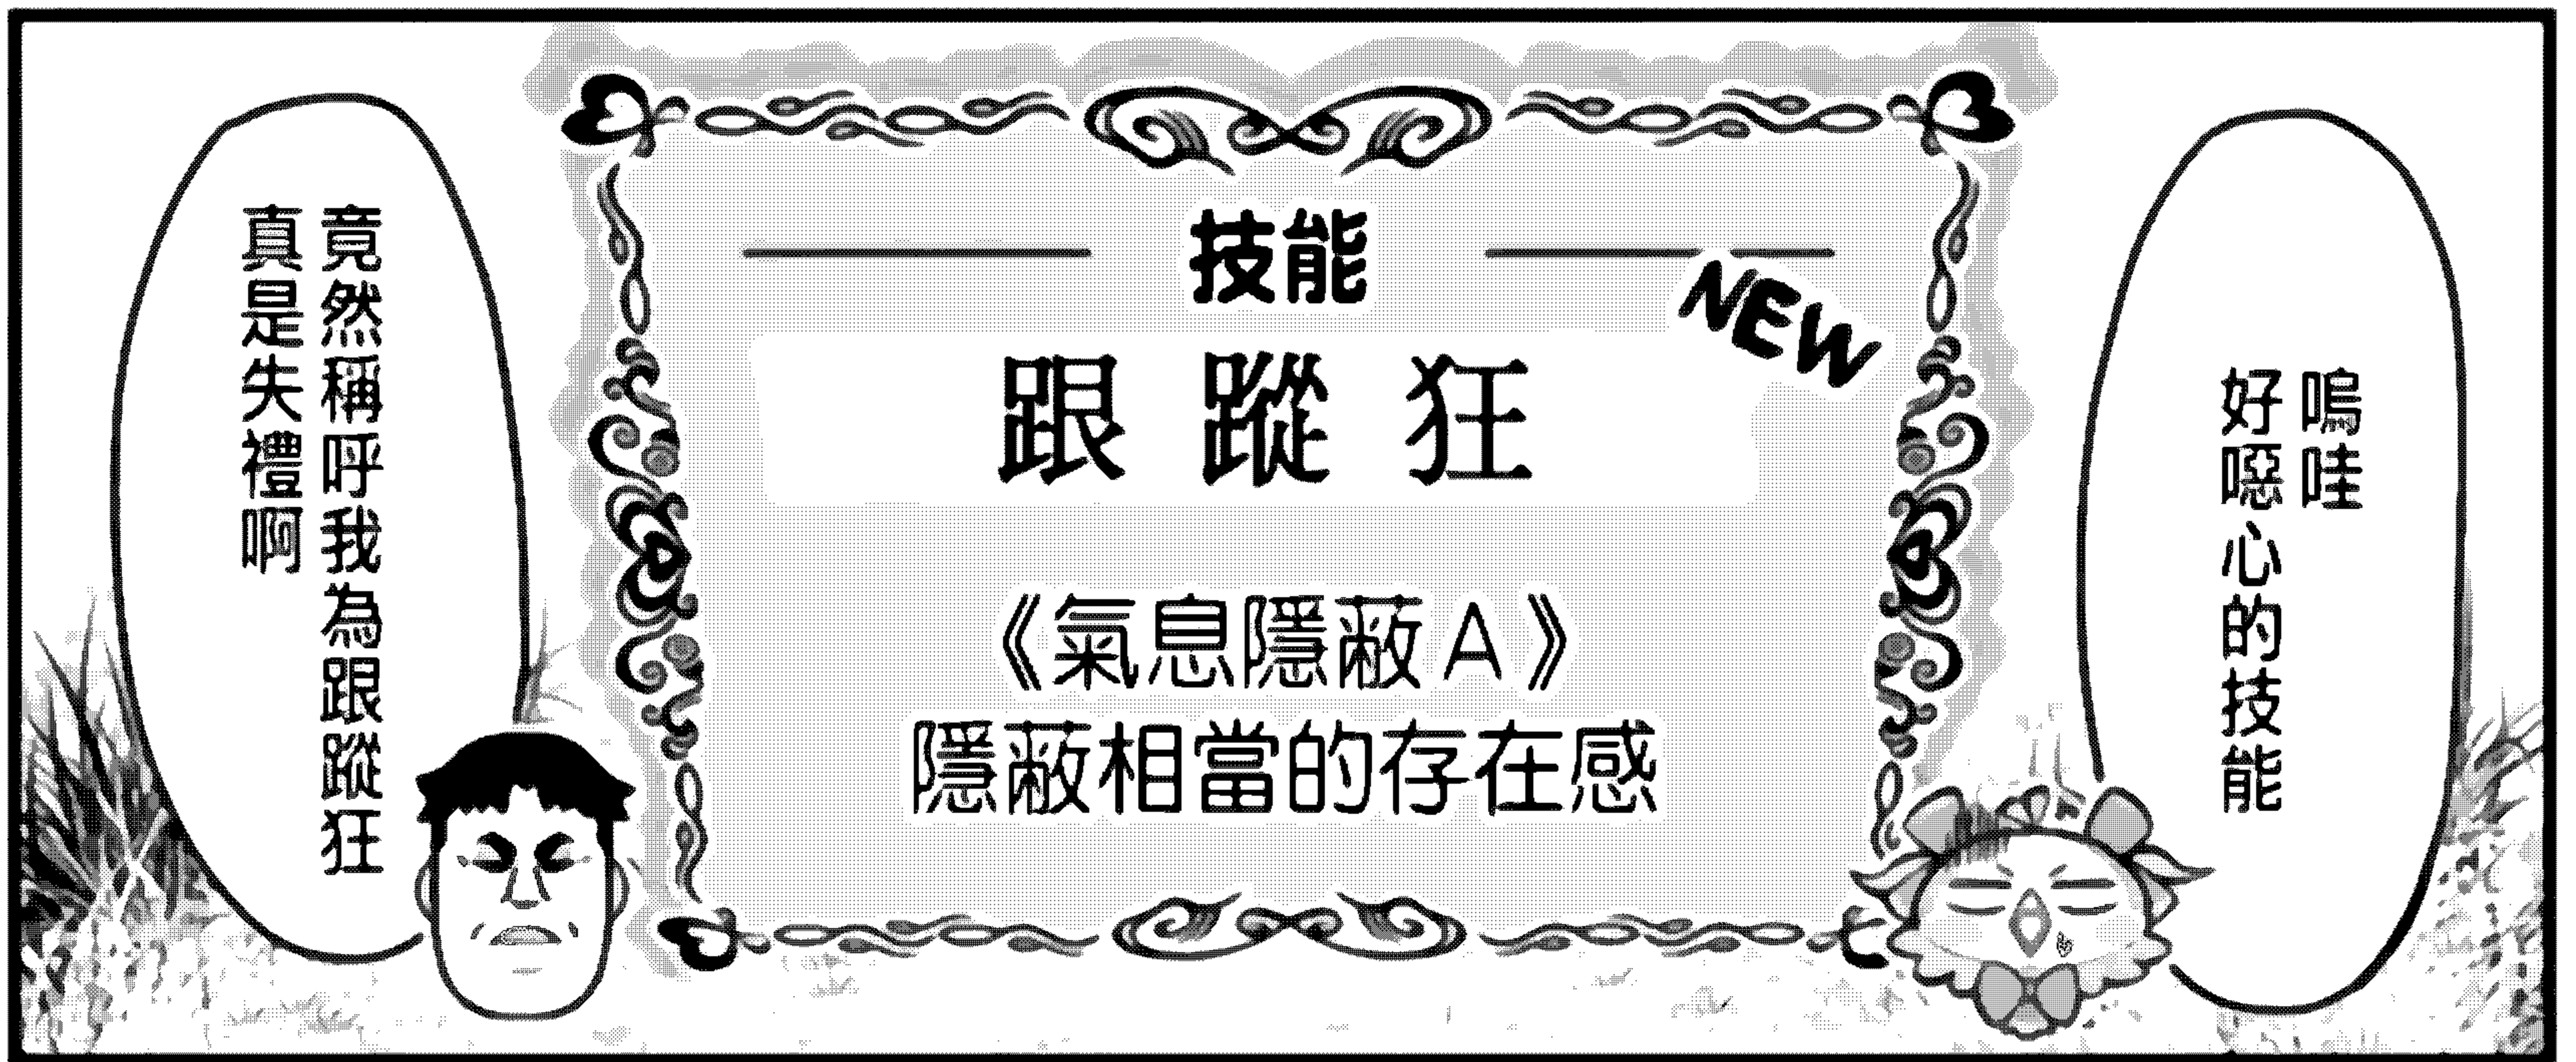 嗚哇
好噁心的技能
技能
NEW
跟蹤狂
《氣息隱蔽A》
隱蔽相當的存在感
竟然稱呼我為跟蹤狂
真是失禮啊